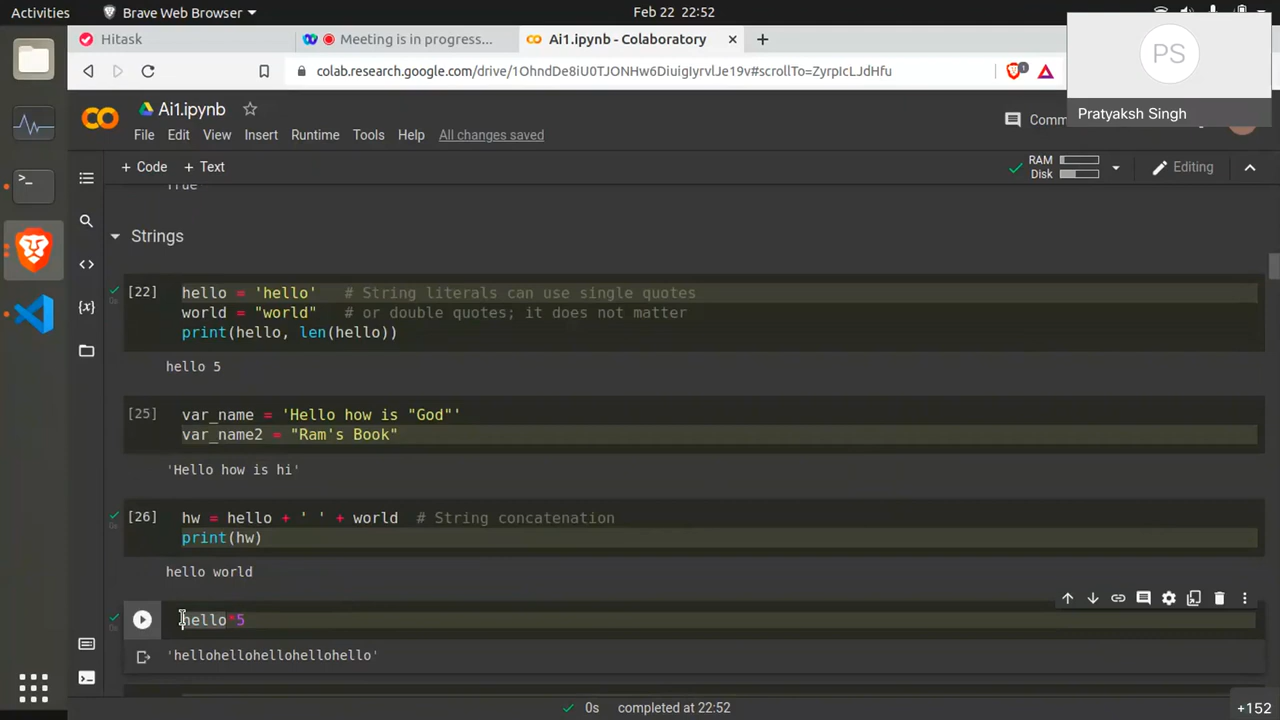 Activities
Brave Web Browser
Feb 22 22:52
Hitask
Meeting is in progress...
Ai1.ipynb - Colaboratory
colab.research.google.com/drive/1OhndDe8iU0TJONHw6DiuigIyrvlJe19v#scrollTo=ZyrpIcLJdHfu
1
PS
Pratyaksh Singh
Ai1.ipynb
File Edit View Insert Runtime Tools Help All changes saved
Comm
+ Code + Text
RAM
Disk
Editing
True
Strings
[22] hello = 'hello' # String literals can use single quotes
world = "world" # or double quotes; it does not matter
print(hello, len(hello))
0s
hello 5
[25] var_name = 'Hello how is "God"'
var_name2 = "Ram's Book"
'Hello how is hi'
[26] hw = hello + ' ' + world # String concatenation
print(hw)
0s
hello world
hello*5
0s
'hellohellohellohellohello'
0s completed at 22:52
+152